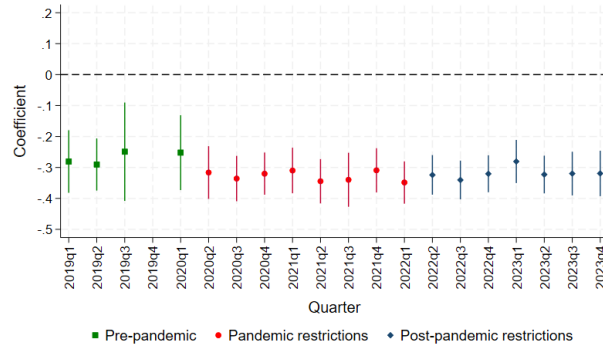 .2
.1
0
-.1
-.2
-.3
-.4
-.5
Coefficient
2019q1
2019q2
2019q3
2019q4
2020q1
2020q2
2020q3
2020q4
2021q1
2021q2
2021q3
2021q4
2022q1
2022q2
2022q3
2022q4
2023q1
2023q2
2023q3
2023q4
Quarter
Pre-pandemic Pandemic restrictions Post-pandemic restrictions